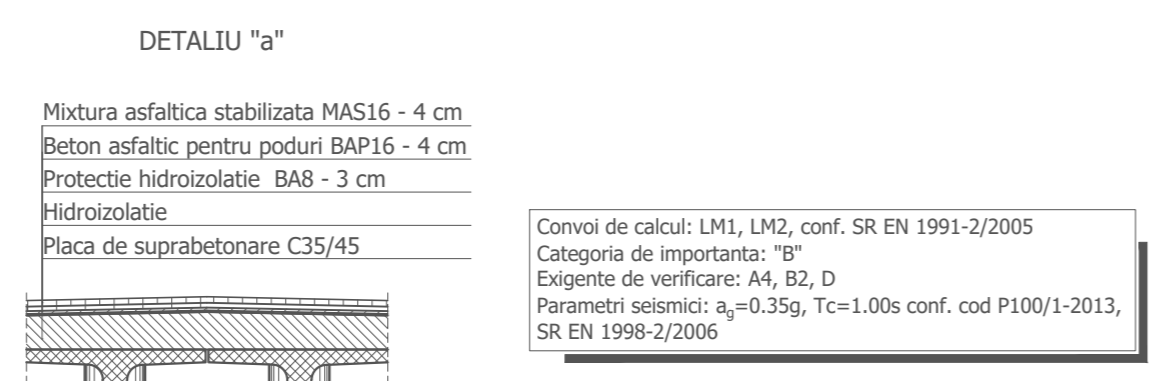 DETALIU "a"
Mixtura asfaltica stabilizata MAS16 - 4 cm
Beton asfaltic pentru poduri BAP16 - 4 cm
Protectie hidroizolatie BA8 - 3 cm
Hidroizolatie
Placa de suprabetonare C35/45
Convoi de calcul: LM1, LM2, conf. SR EN 1991-2/2005
Categoria de importanta: "B"
Exigente de verificare: A4, B2, D
Parametri seismici: ag=0.35g, Tc=1.00s conf. cod P100/1-2013,
SR EN 1998-2/2006